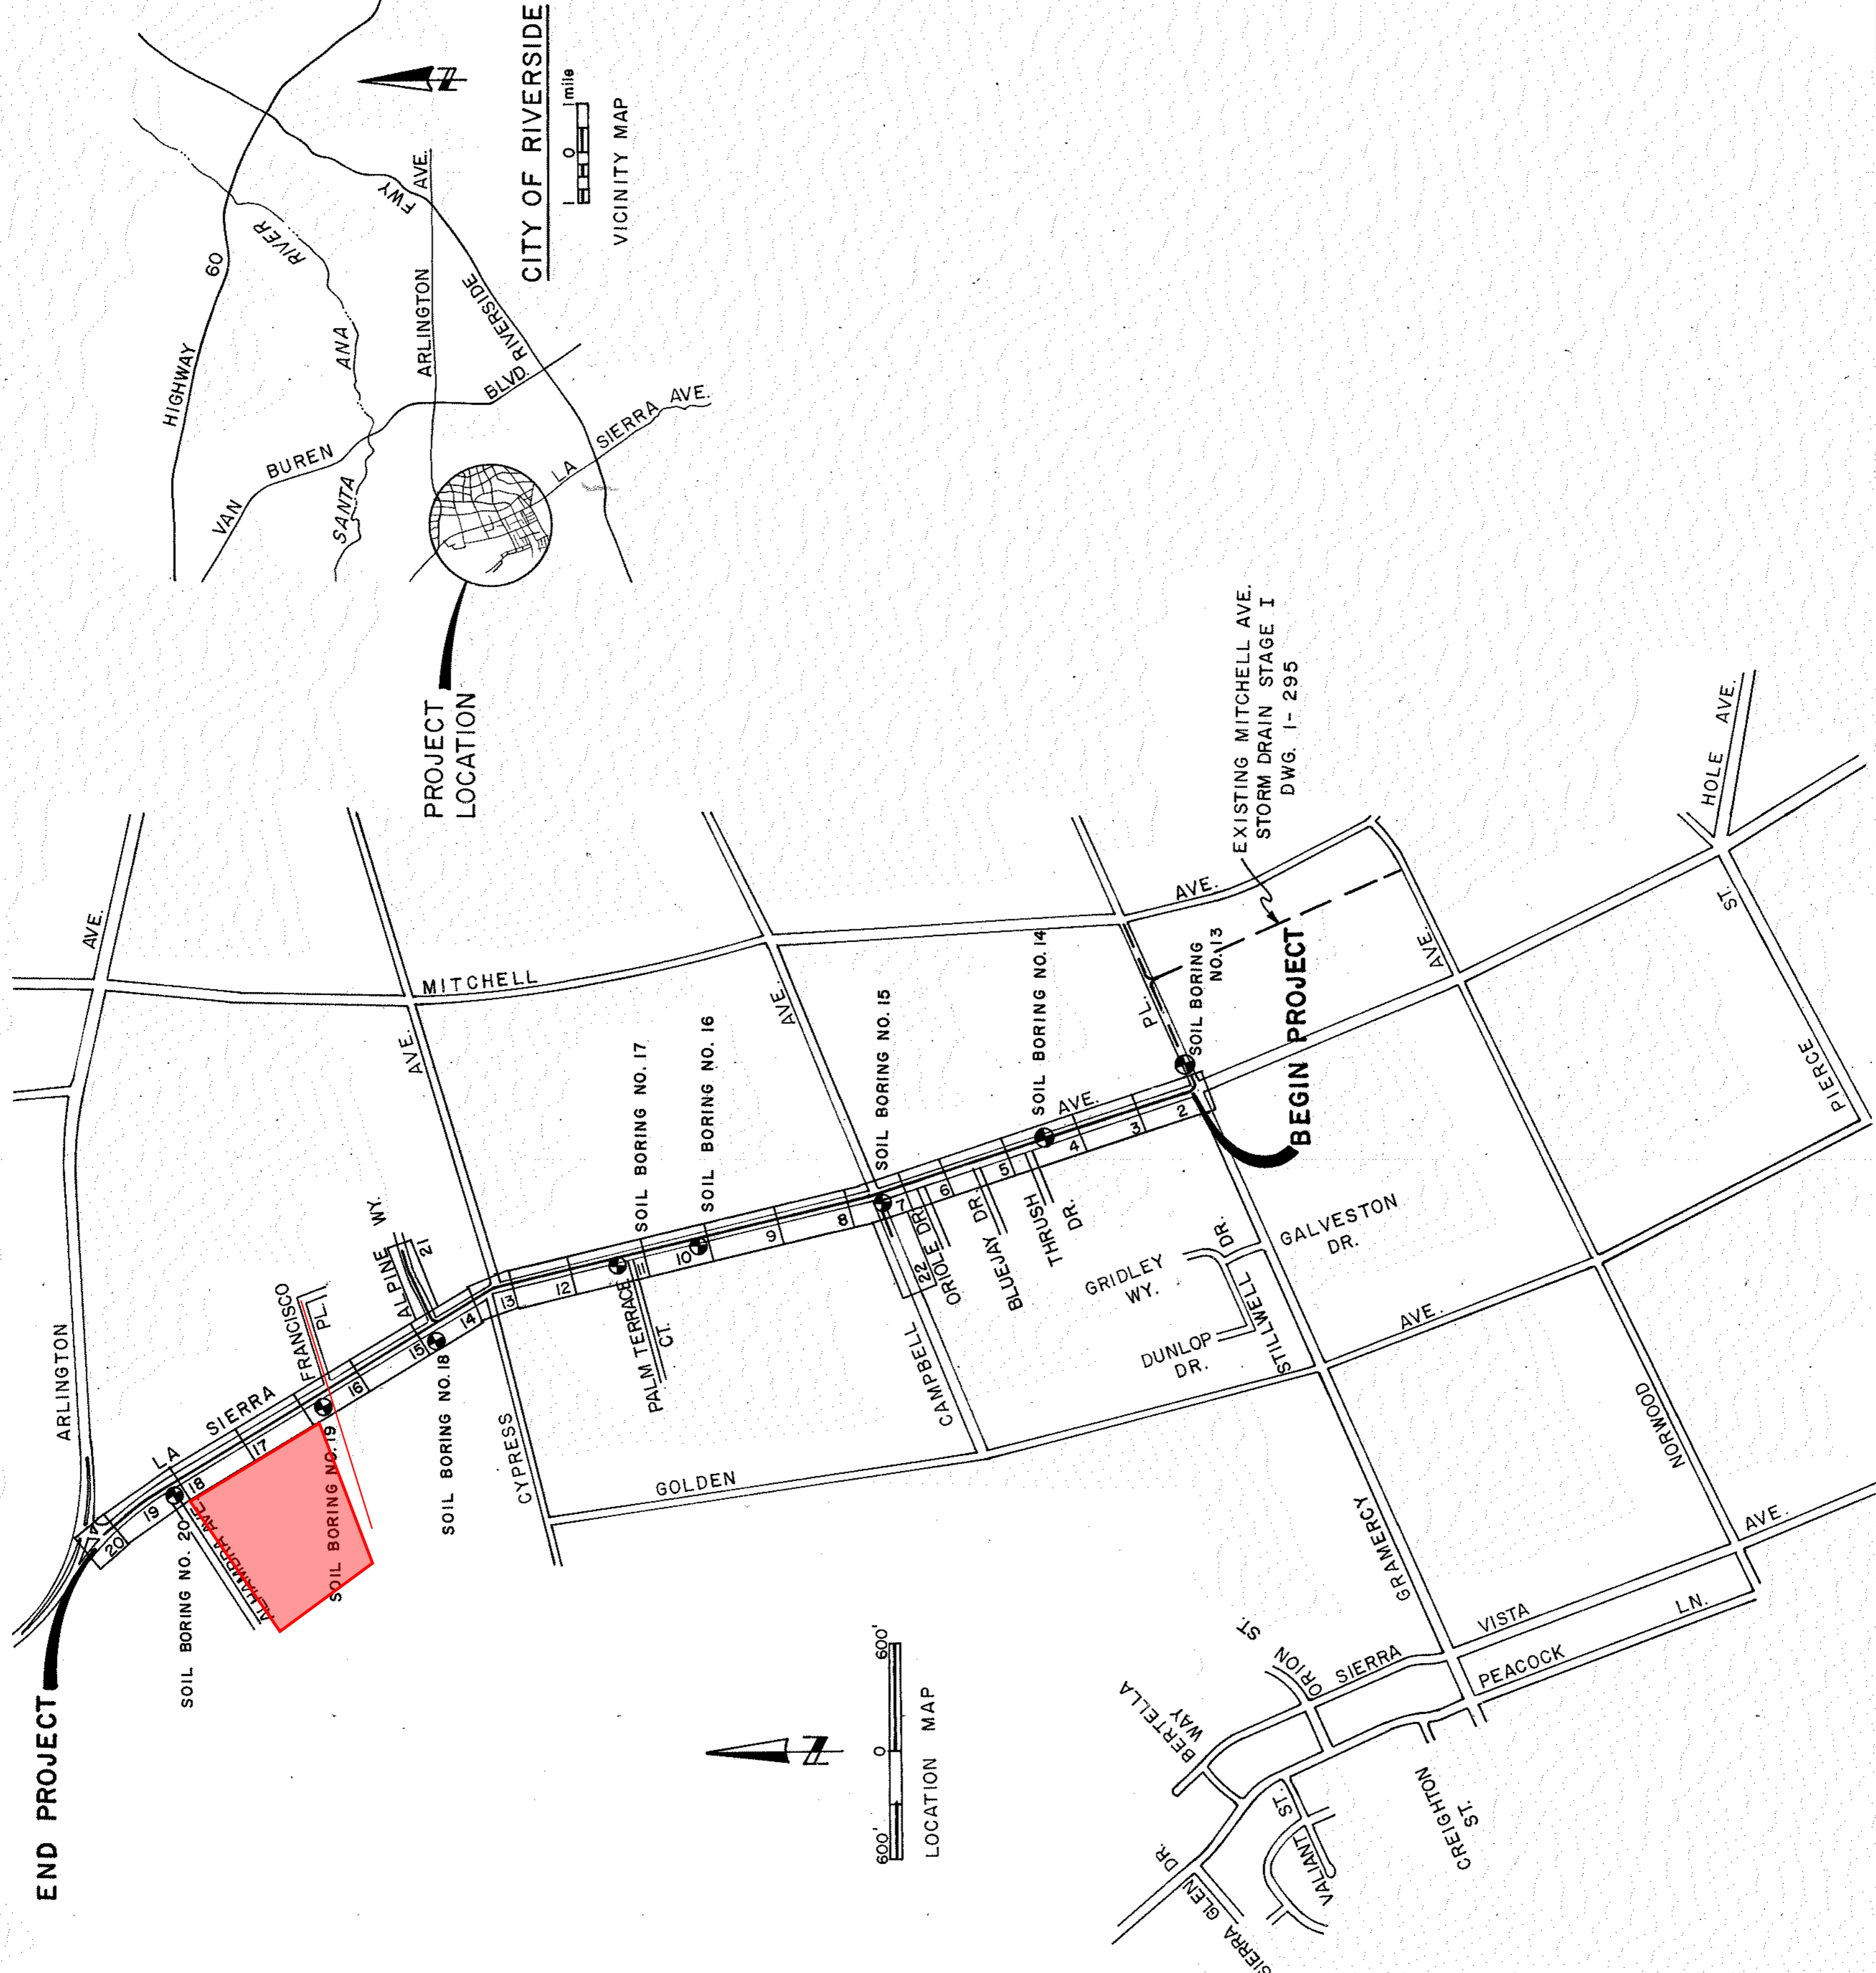 HIGHWAY
60
VAN
BUREN
BLVD.
SANTA
ANA
RIVER
ARLINGTON
AVE.
RIVERSIDE
FWY
LA
SIERRA
AVE.
N
CITY OF RIVERSIDE
1
0
1 mile
VICINITY MAP
PROJECT
LOCATION
END PROJECT
ARLINGTON
AVE.
LA
SIERRA
AVE.
FRANCISCO
PL.
ALPINE
WY.
MITCHELL
AVE.
CYPRESS
AVE.
ALHAMBRA AVE.
SOIL BORING NO. 20
SOIL BORING NO. 19
SOIL BORING NO. 18
SOIL BORING NO. 17
SOIL BORING NO. 16
SOIL BORING NO. 15
SOIL BORING NO. 14
SOIL BORING
NO. 13
20
19
18
17
16
15
14
13
12
11
10
9
8
7
6
5
4
3
2
21
22
PALM TERRACE
CT.
GOLDEN
AVE.
CAMPBELL
AVE.
ORIOLE DR.
BLUEJAY DR.
THRUSH
DR.
GRIDLEY
WY.
DUNLOP
DR.
STILLWELL
DR.
GALVESTON
DR.
PL.
BEGIN PROJECT
EXISTING MITCHELL AVE.
STORM DRAIN STAGE I
DWG. 1-295
HOLE AVE.
PIERCE
ST.
NORWOOD
AVE.
GRAMERCY
AVE.
SIERRA
VISTA
PEACOCK
LN.
ORION
ST.
BERTELLA
WAY
CREIGHTON
ST.
VALIANT
ST.
SIERRA GLEN
DR.
N
600'
0
600'
LOCATION MAP